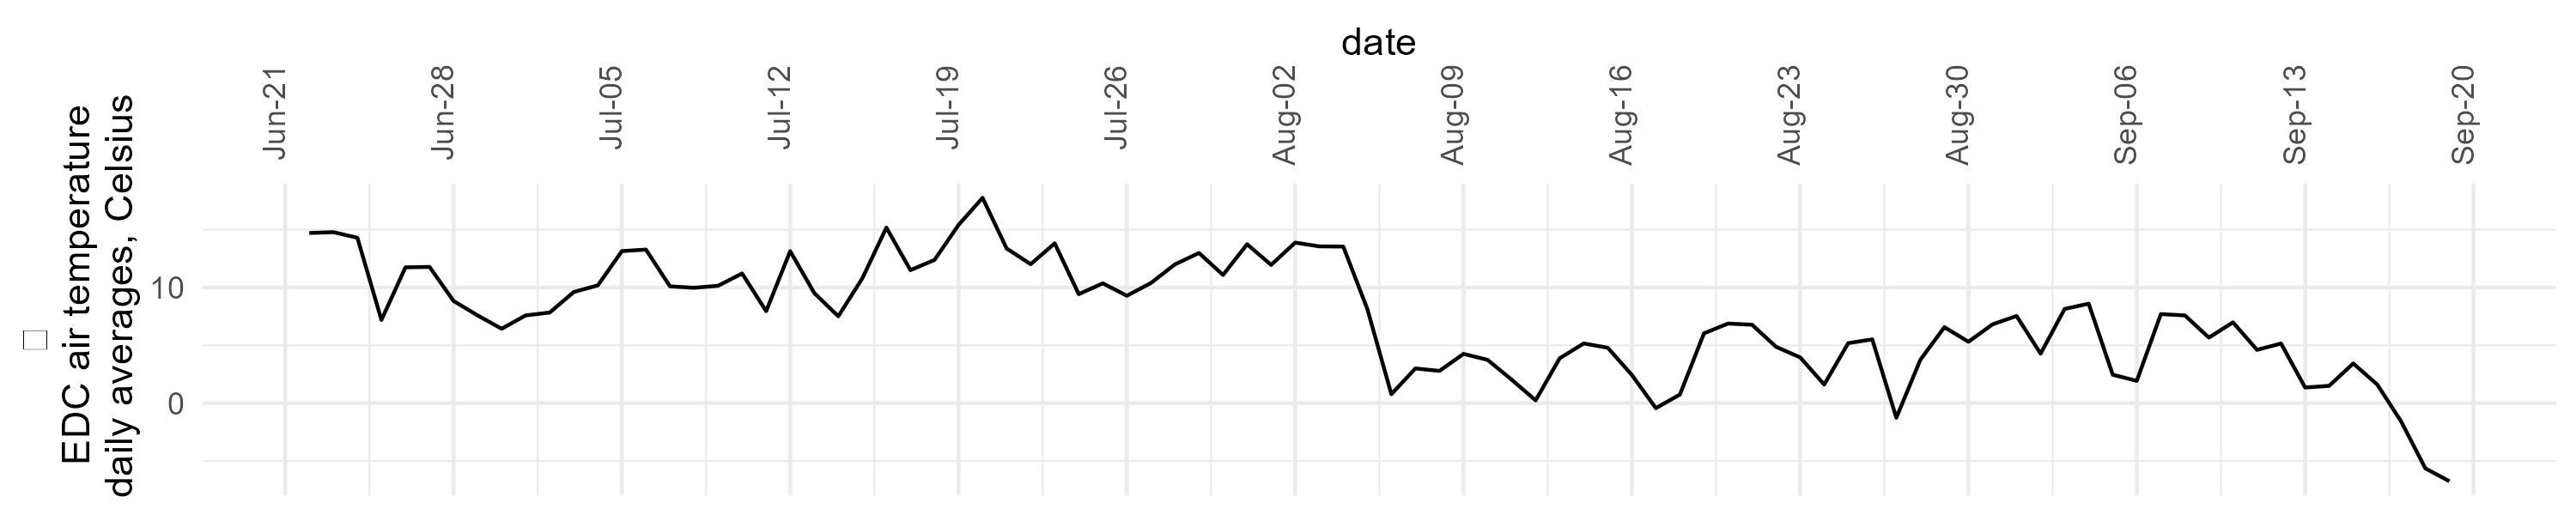 date
Jun-21
Jun-28
Jul-05
Jul-12
Jul-19
Jul-26
Aug-02
Aug-09
Aug-16
Aug-23
Aug-30
Sep-06
Sep-13
Sep-20
□
EDC air temperature
daily averages, Celsius
10
0